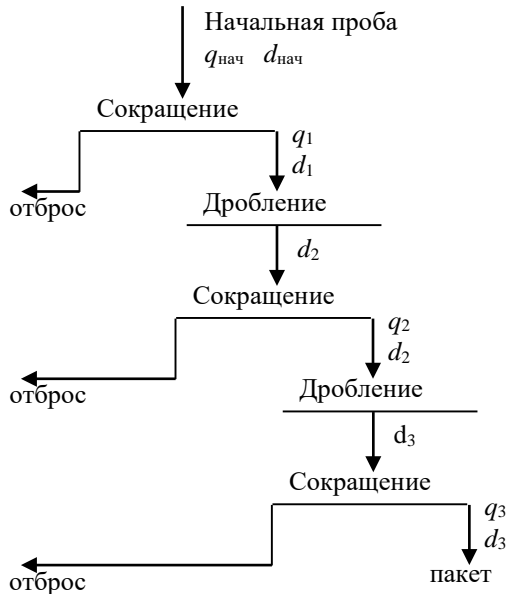 Начальная проба
qнач dнач
Сокращение
q1
d1
отброс
Дробление
d2
Сокращение
q2
d2
отброс
Дробление
d3
Сокращение
q3
d3
отброс
пакет